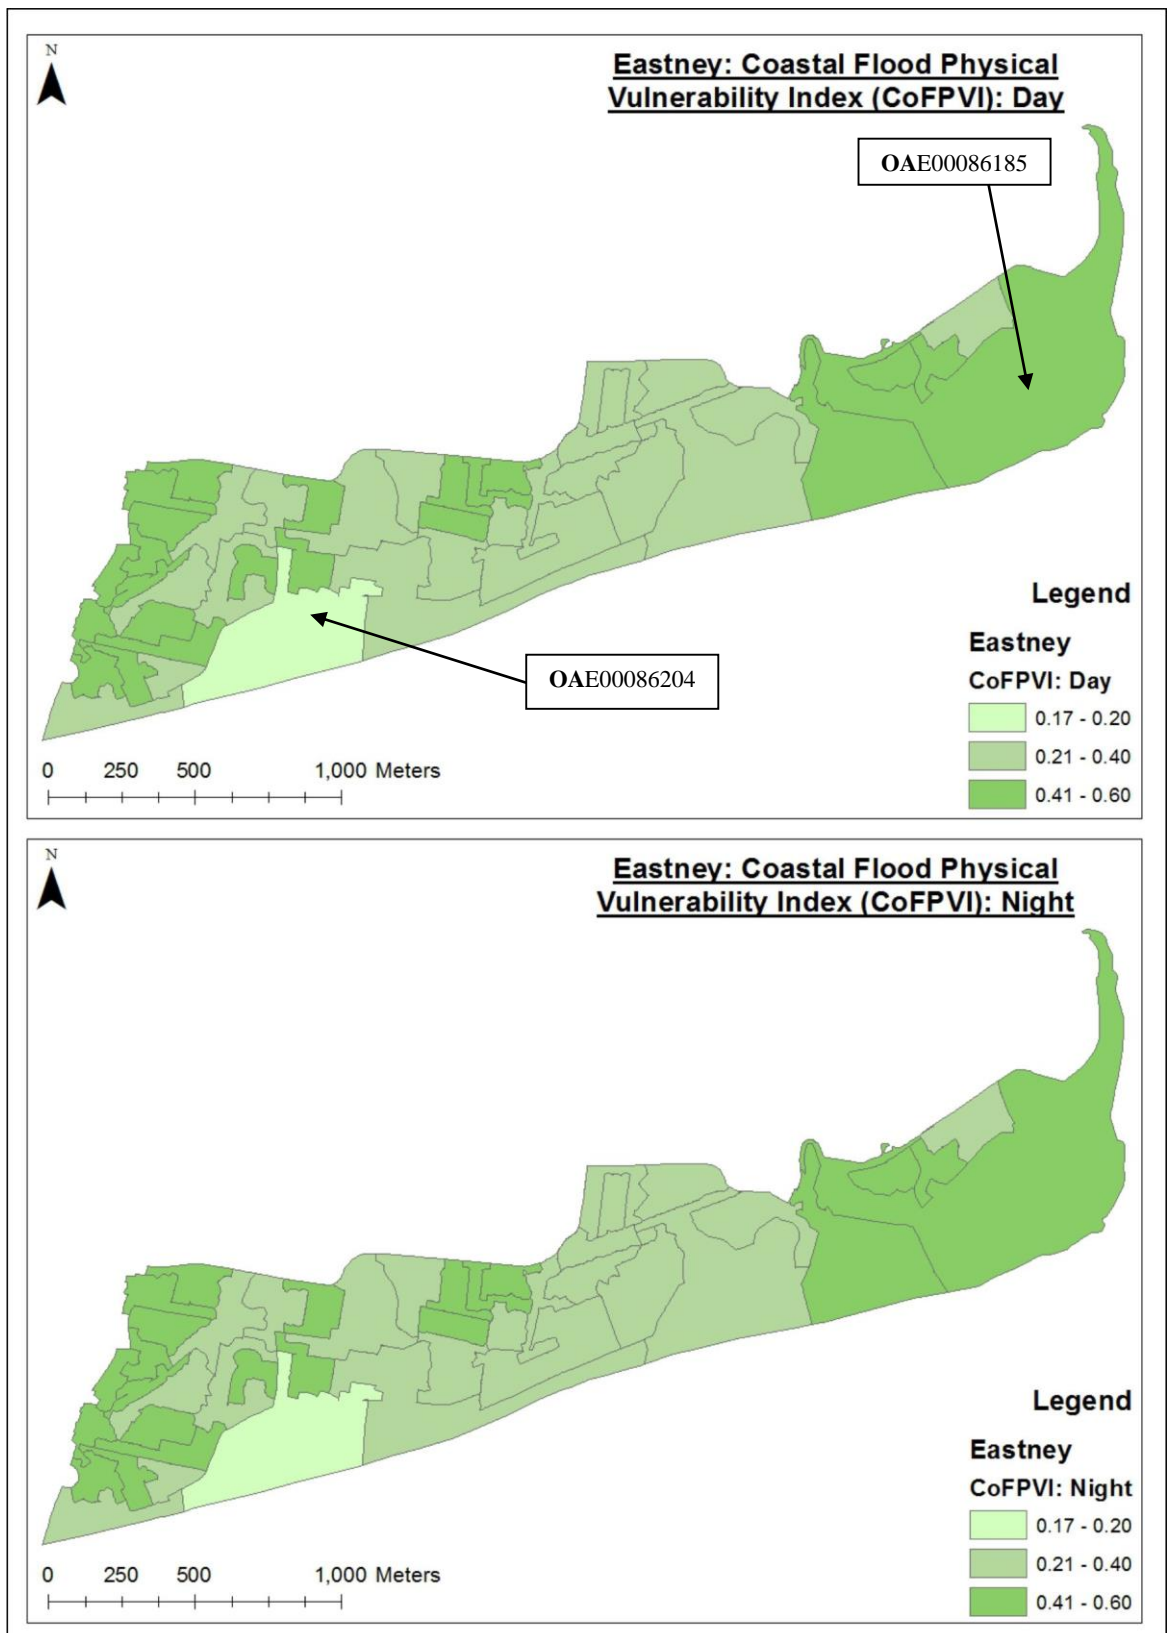 N
Eastney: Coastal Flood Physical
Vulnerability Index (CoFPVI): Day
OAE00086185
OAE00086204
Legend
Eastney
CoFPVI: Day
0.17 - 0.20
0.21 - 0.40
0.41 - 0.60
0 250 500 1,000 Meters
N
Eastney: Coastal Flood Physical
Vulnerability Index (CoFPVI): Night
Legend
Eastney
CoFPVI: Night
0.17 - 0.20
0.21 - 0.40
0.41 - 0.60
0 250 500 1,000 Meters